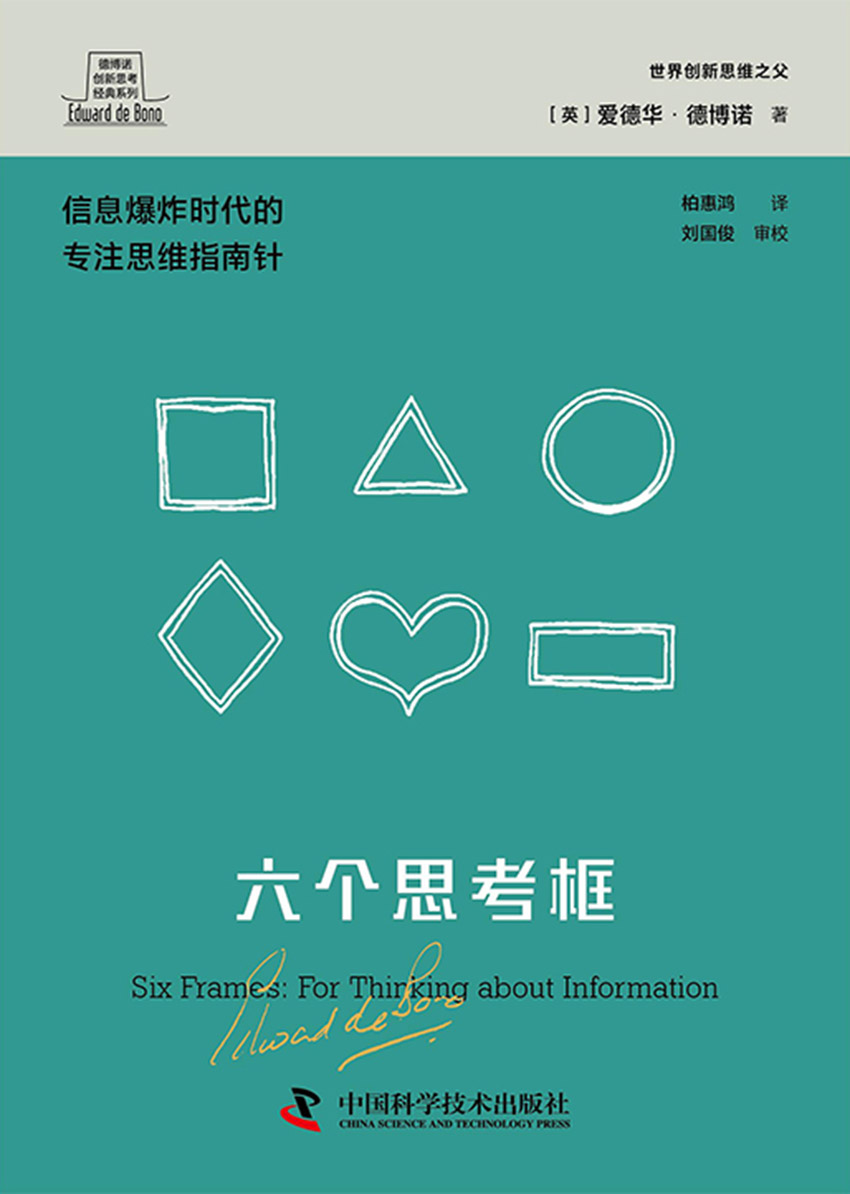 德博诺
创新思考
经典系列
Edward de Bono
世界创新思维之父
[英]爱德华·德博诺 著
信息爆炸时代的
专注思维指南针
柏惠鸿 译
刘国俊 审校
六个思考框
Six Frames: For Thinking about Information
Edward de Bono
中国科学技术出版社
CHINA SCIENCE AND TECHNOLOGY PRESS